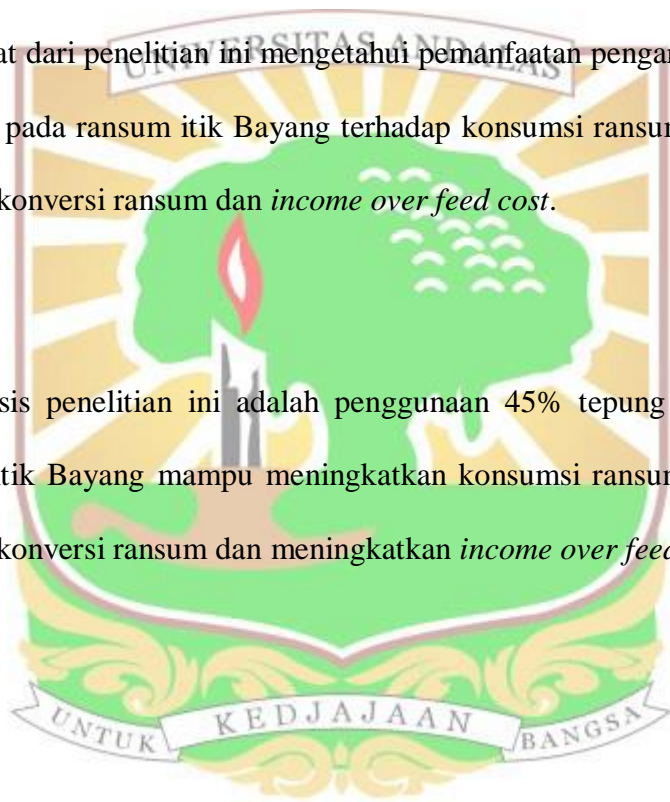 UNIVERSITAS ANDALAS
at dari penelitian ini mengetahui pemanfaatan
pada ransum itik Bayang terhadap konsumsi ransum
konversi ransum dan income over feed cost.
sis penelitian ini adalah penggunaan 45% tepung
itik Bayang mampu meningkatkan konsumsi ransum
konversi ransum dan meningkatkan income over feed
UNTUK KEDJAJAAN BANGSA